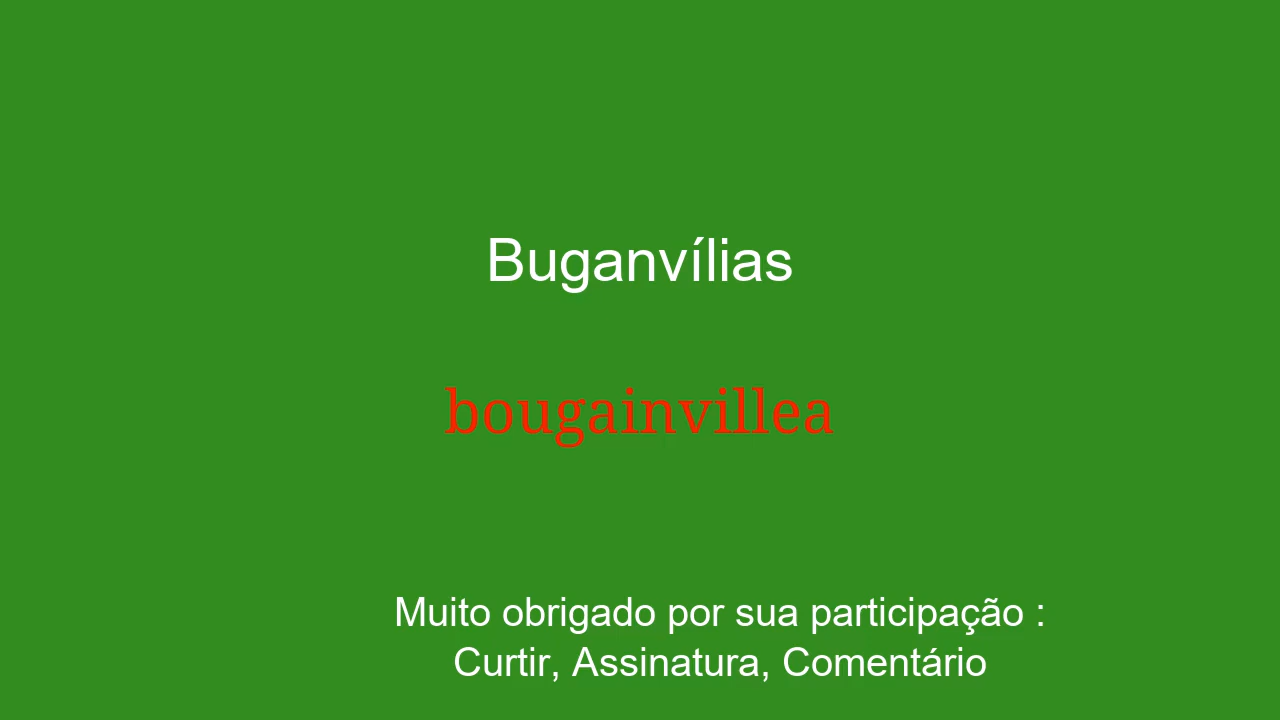 Buganvílias
bougainvillea
Muito obrigado por sua participação :
Curtir, Assinatura, Comentário